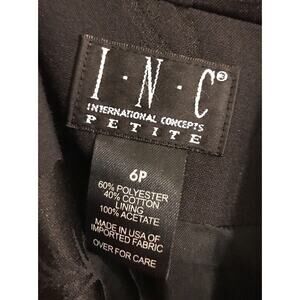 I·N·C®
INTERNATIONAL CONCEPTS
PETITE
6P
60% POLYESTER
40% COTTON
LINING
100% ACETATE
MADE IN USA OF
IMPORTED FABRIC
OVER FOR CARE